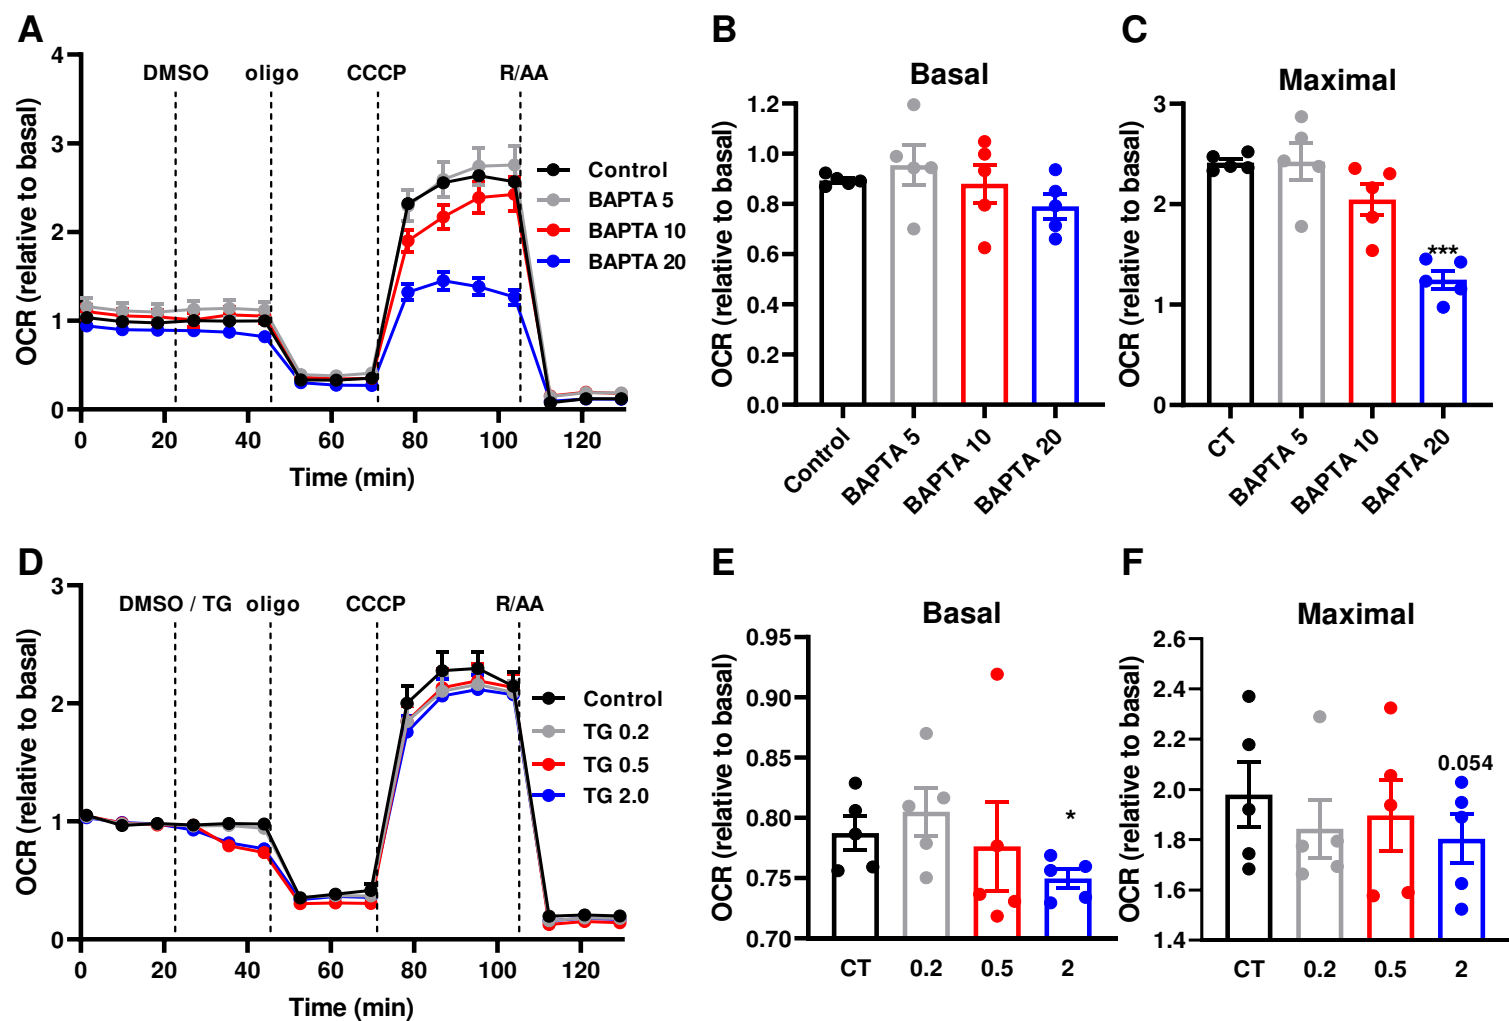 A
OCR (relative to basal)
4
3
2
1
0
DMSO oligo CCCP R/AA
Control
BAPTA 5
BAPTA 10
BAPTA 20
0 20 40 60 80 100 120
Time (min)
B
Basal
OCR (relative to basal)
1.2
1.0
0.8
0.6
0.4
0.2
0.0
Control BAPTA 5 BAPTA 10 BAPTA 20
C
Maximal
OCR (relative to basal)
3
2
1
0
***
CT BAPTA 5 BAPTA 10 BAPTA 20
D
OCR (relative to basal)
3
2
1
0
DMSO / TG oligo CCCP R/AA
Control
TG 0.2
TG 0.5
TG 2.0
0 20 40 60 80 100 120
Time (min)
E
Basal
OCR (relative to basal)
0.95
0.90
0.85
0.80
0.75
0.70
*
CT 0.2 0.5 2
F
Maximal
OCR (relative to basal)
2.6
2.4
2.2
2.0
1.8
1.6
1.4
0.054
CT 0.2 0.5 2